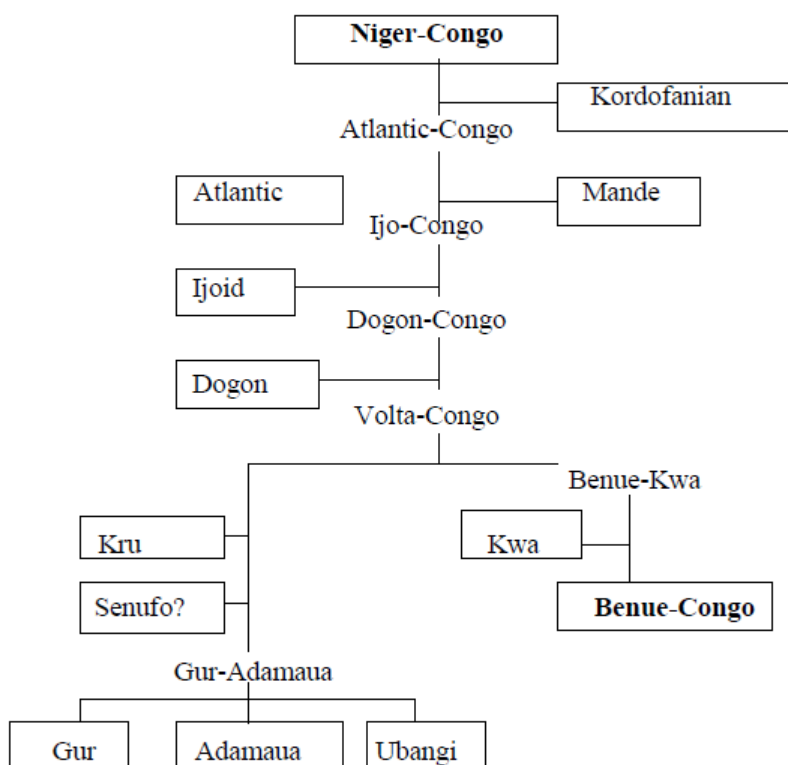 Niger-Congo
Kordofanian
Atlantic-Congo
Atlantic
Mande
Ijo-Congo
Ijoid
Dogon-Congo
Dogon
Volta-Congo
Benue-Kwa
Kru
Kwa
Senufo?
Benue-Congo
Gur-Adamaua
Gur
Adamaua
Ubangi